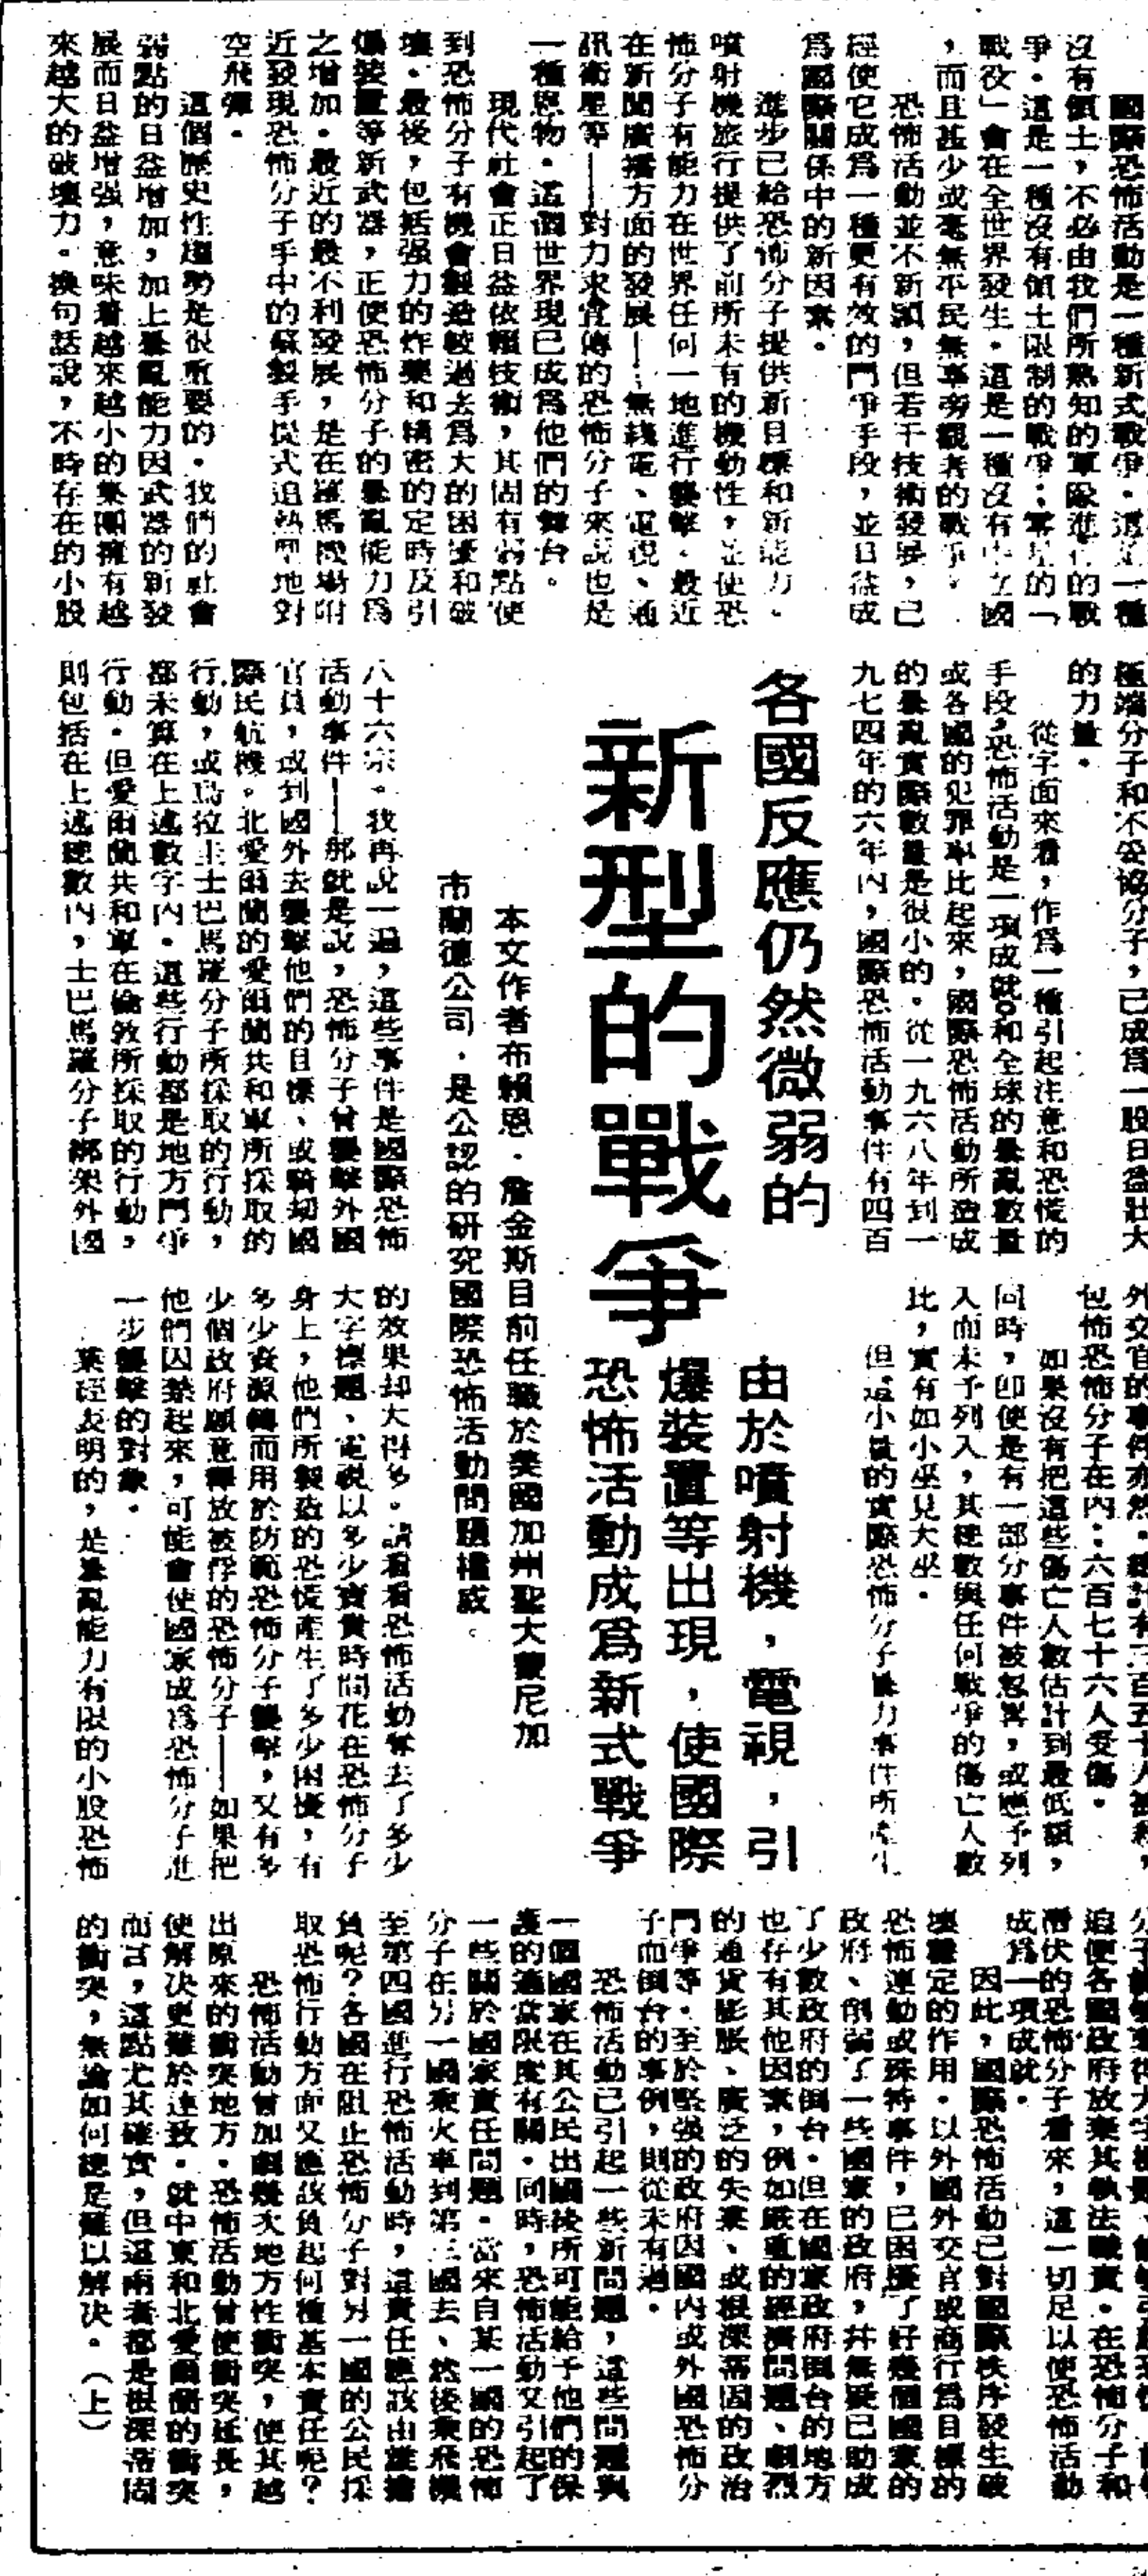 各國反應仍然微弱的
新型的戰爭
由於噴射機，電視，引
爆裝置等出現，使國際
恐怖活動成爲新式戰爭
本文作者布賴恩．詹金斯目前任職於美國加州聖大蒙尼加
市蘭德公司．是公認的研究國際恐怖活動問題權威。
國際恐怖活動是一種新式戰爭．這是一種
沒有領土，不必由我們所熟知的軍隊進行的戰
爭．這是一種沒有領土限制的戰爭；零星的「
戰役」會在全世界發生．這是一種沒有中立國
，而且甚少或毫無平民無辜旁觀者的戰爭．
恐怖活動並不新穎，但若干技術發展，已
經使它成爲一種更有效的鬥爭手段，並日益成
爲國際關係中的新因素．
進步已給恐怖分子提供新目標和新能力．
噴射機旅行提供了前所未有的機動性，並使恐
怖分子有能力在世界任何一地進行襲擊．最近
在新聞廣播方面的發展——無綫電、電視、通
訊衛星等——對力求宣傳的恐怖分子來說也是
一種恩物．這個世界現已成爲他們的舞台。
現代社會正日益依賴技術，其固有弱點使
到恐怖分子有機會製造較過去爲大的困擾和破
壞．最後，包括强力的炸藥和精密的定時及引
爆裝置等新武器，正使恐怖分子的暴亂能力爲
之增加．最近的最不利發展，是在羅馬機場附
近發現恐怖分子手中的蘇製手提式追熱型地對
空飛彈．
這個歷史性趨勢是很重要的．我們的社會
弱點的日益增加，加上暴亂能力因武器的新發
展而日益增强，意味着越來越小的集團擁有越
來越大的破壞力．換句話說，不時存在的小股
極端分子和不妥協分子，已成爲一股日益壯大
的力量．
從字面來看，作爲一種引起注意和恐慌的
手段，恐怖活動是一項成就。和全球的暴亂數量
或各國的犯罪率比起來，國際恐怖活動所造成
的暴亂實際數量是很小的．從一九六八年到一
九七四年的六年內，國際恐怖活動事件有四百
八十六宗．我再說一遍，這些事件是國際恐怖
活動事件——那就是說，恐怖分子曾襲擊外國
官員，或到國外去襲擊他們的目標、或騎劫國
際民航機。北愛爾蘭的愛爾蘭共和軍所採取的
行動，或烏拉圭士巴馬羅分子所採取的行動，
都未算在上述數字內．這些行動都是地方鬥爭
行動．但愛爾蘭共和軍在倫敦所採取的行動，
則包括在上述總數內，士巴馬羅分子綁架外國
外交官的事件亦然．總計有二百五十人被殺，
包怖恐怖分子在內；六百七十六人受傷．
如果沒有把這些傷亡人數估計到最低額，
同時，卽使是有一部分事件被忽畧，或應予列
入而未予列入，其總數與任何戰爭的傷亡人數
比，實有如小巫見大巫．
但這小量的實際恐怖分子暴力事件所產生
的效果却大得多。請看看恐怖活動奪去了多少
大字標題、電視以多少寶貴時間花在恐怖分子
身上，他們所製造的恐慌產生了多少困擾，有
多少資源轉而用於防範恐怖分子襲擊，又有多
少個政府願意釋放被俘的恐怖分子——如果把
他們囚禁起來，可能會使國家成爲恐怖分子進
一步襲擊的對象．
業經表明的，是暴亂能力有限的小股恐怖
迫使各國政府放棄其執法職責．在恐怖分子和
潛伏的恐怖分子看來，這一切足以使恐怖活動
成爲一項成就．
因此，國際恐怖活動已對國際秩序發生破
壞穩定的作用．以外國外交官或商行爲目標的
恐怖運動或殊特事件，已困擾了好幾個國家的
政府、削弱了一些國家的政府，幷無疑已助成
了少數政府的倒台．但在國家政府倒台的地方
也存有其他因素，例如嚴重的經濟問題、劇烈
的通貨膨脹、廣泛的失業、或根深蒂固的政治
鬥爭等．至於堅强的政府因國內或外國恐怖分
子而倒台的事例，則從未有過．
恐怖活動已引起一些新問題，這些問題與
一個國家在其公民出國後所可能給予他們的保
護的適當限度有關．同時，恐怖活動又引起了
一些關於國家責任問題．當來自某一國的恐怖
分子在另一國乘火車到第三國去、然後乘飛機
至第四國進行恐怖活動時，這責任應該由誰擔
負呢？各國在阻止恐怖分子對另一國的公民採
取恐怖行動方面又應該負起何種基本責任呢？
恐怖活動曾加劇幾次地方性衝突，使其越
出原來的衝突地方．恐怖活動曾使衝突延長，
使解決更難於達致．就中東和北愛爾蘭的衝突
而言，這點尤其確實，但這兩者都是根深蒂固
的衝突，無論如何總是難以解決．（上）